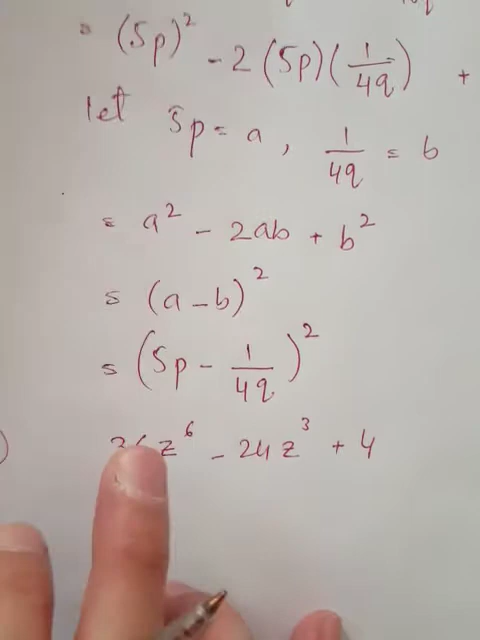 = (5p)² - 2 (5p) (1/4q) +
let 5p = a, 1/4q = b
= a² - 2ab + b²
= (a - b)²
= (5p - 1/4q)²
) z⁶ - 24z³ + 4